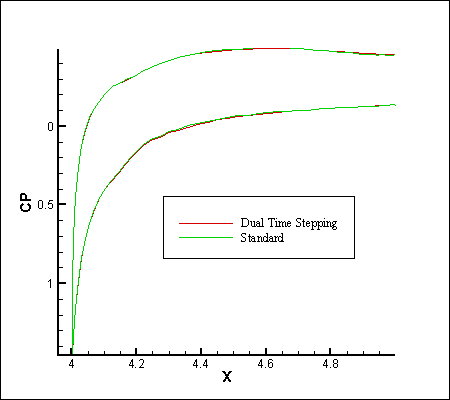 0
0.5
1
CP
Dual Time Stepping
Standard
4 4.2 4.4 4.6 4.8
X